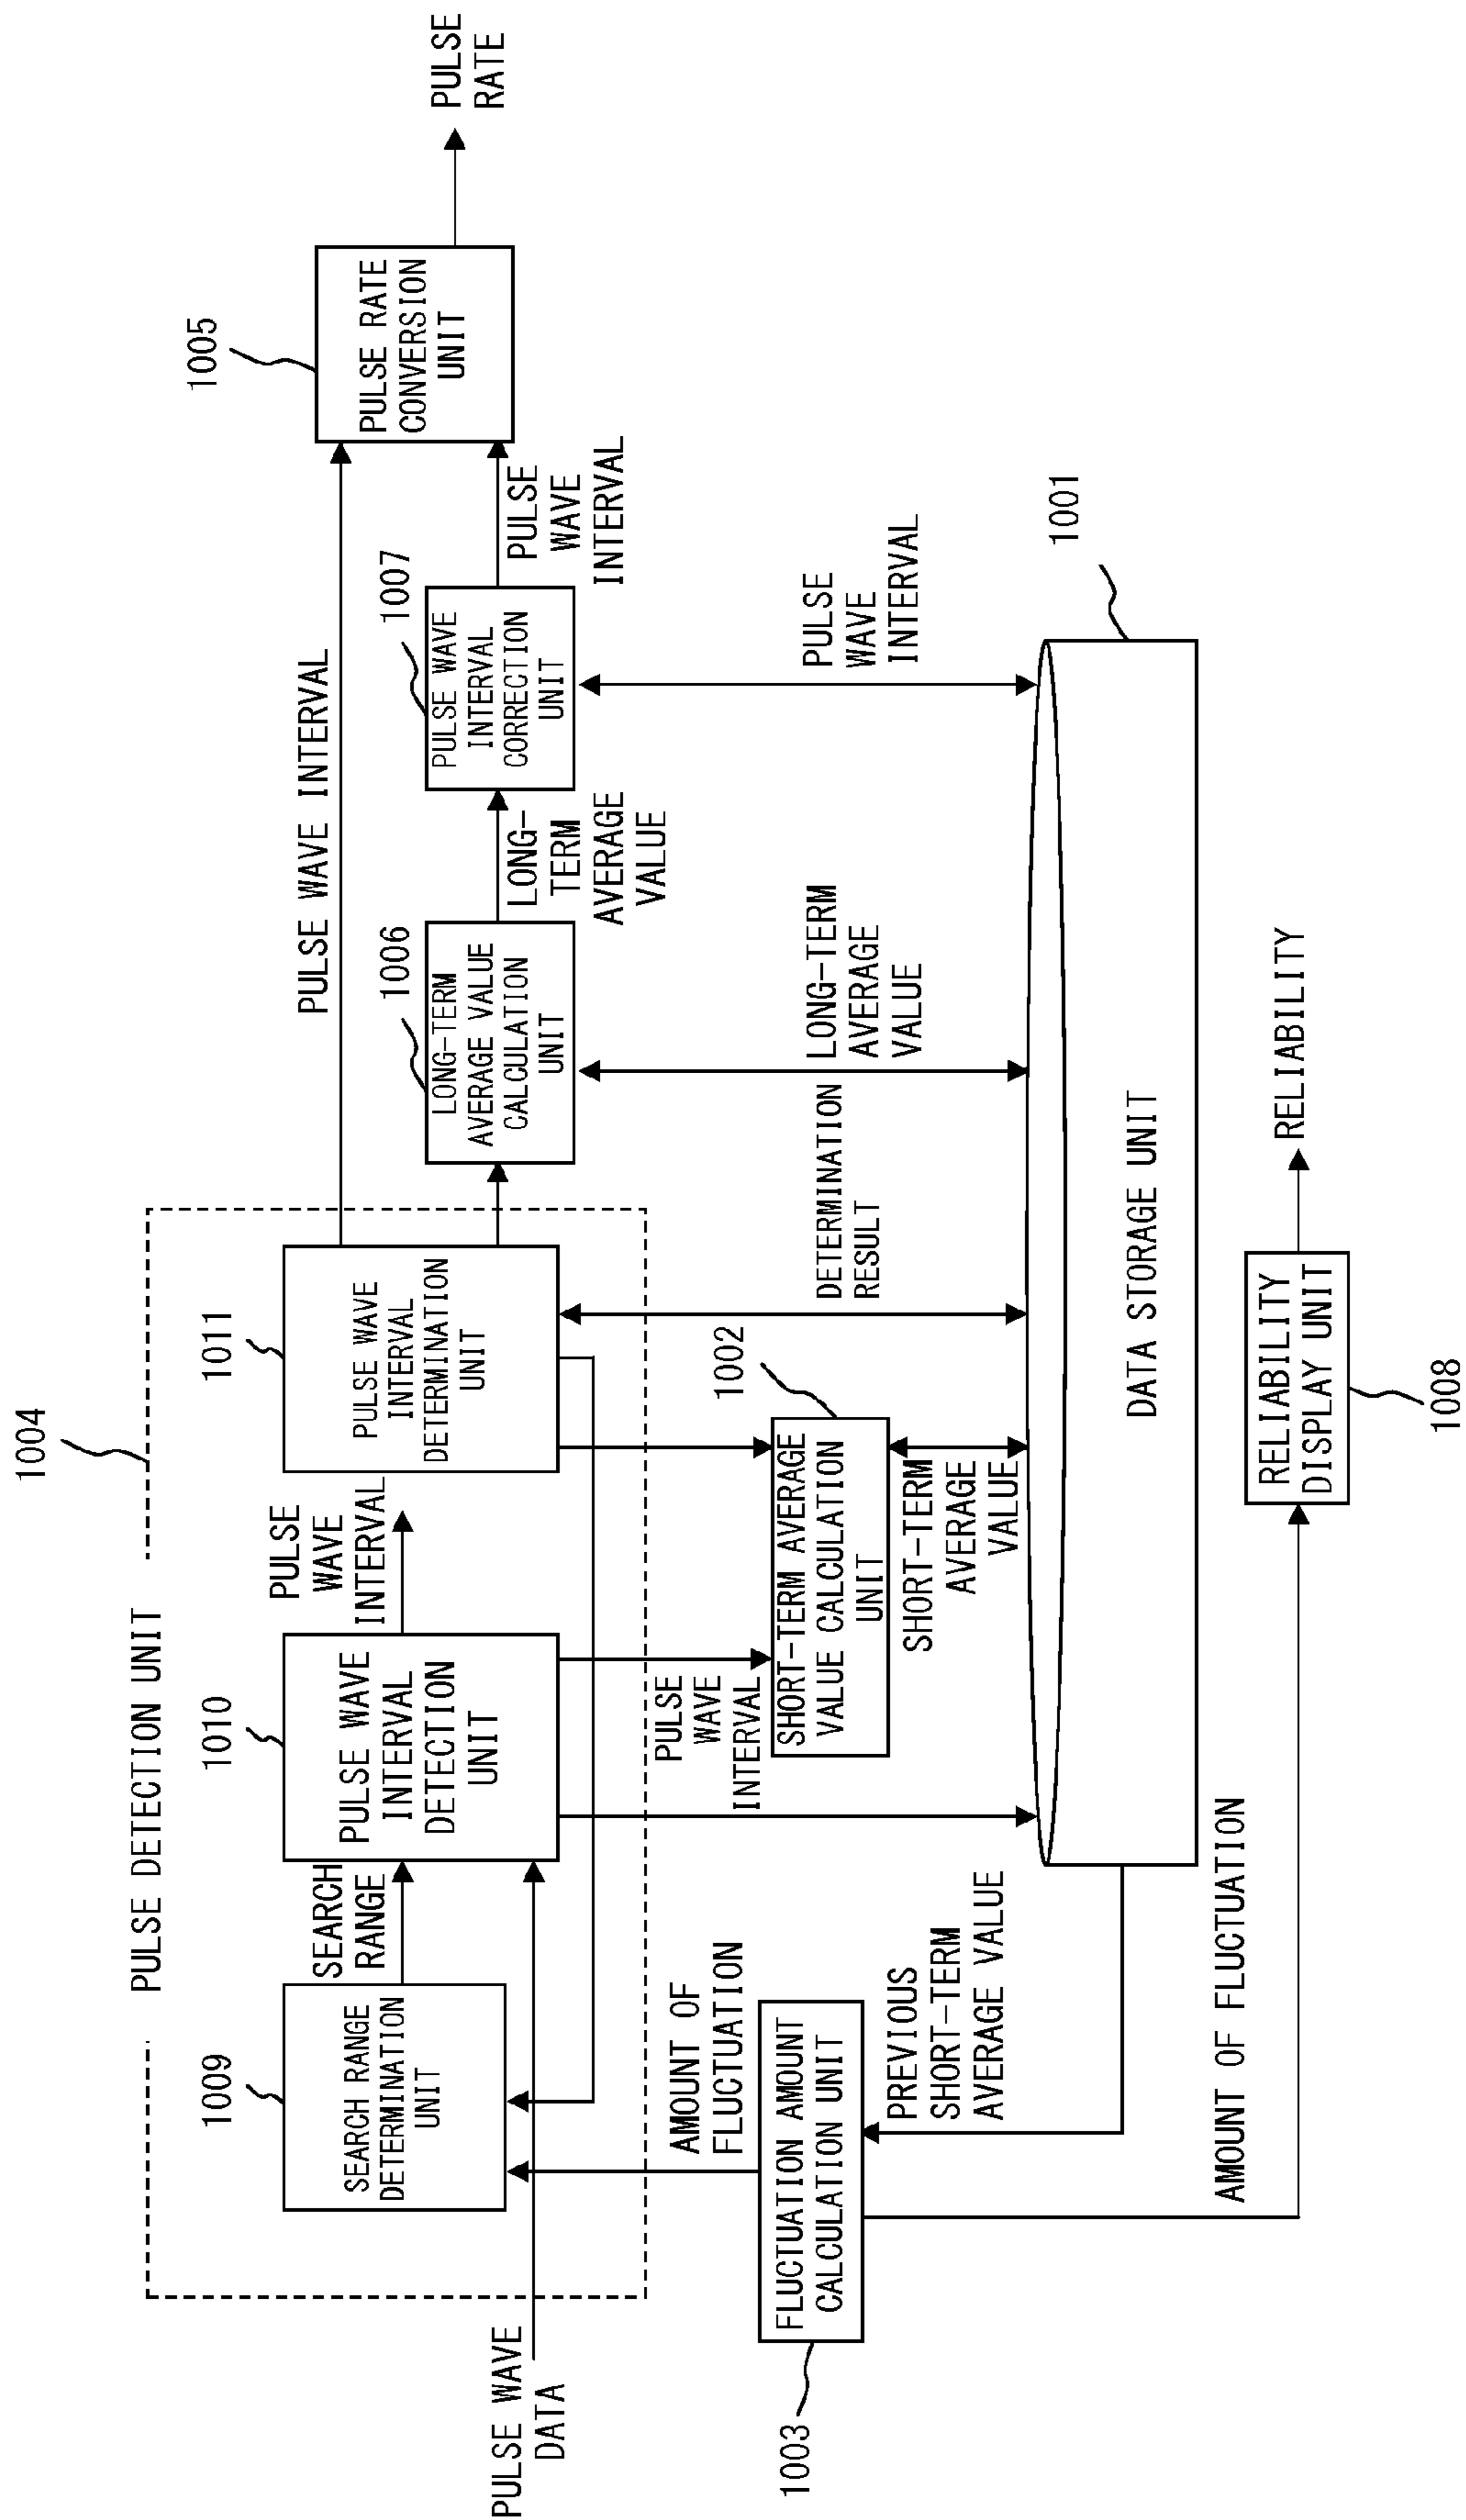 1004
PULSE DETECTION UNIT
1009
SEARCH RANGE
DETERMINATION
UNIT
SEARCH
RANGE
1010
PULSE WAVE
INTERVAL
DETECTION
UNIT
PULSE
WAVE
INTERVAL
1011
PULSE WAVE
INTERVAL
DETERMINATION
UNIT
PULSE WAVE INTERVAL
1005
PULSE RATE
CONVERSION
UNIT
PULSE
RATE
1006
LONG-TERM
AVERAGE VALUE
CALCULATION
UNIT
LONG-
TERM
AVERAGE
VALUE
1007
PULSE WAVE
INTERVAL
CORRECTION
UNIT
PULSE
WAVE
INTERVAL
PULSE WAVE
DATA
AMOUNT OF
FLUCTUATION
PULSE
WAVE
INTERVAL
1002
SHORT-TERM AVERAGE
VALUE CALCULATION
UNIT
DETERMINATION
RESULT
LONG-TERM
AVERAGE
VALUE
PULSE
WAVE
INTERVAL
1003
FLUCTUATION AMOUNT
CALCULATION UNIT
PREVIOUS
SHORT-TERM
AVERAGE VALUE
SHORT-TERM
AVERAGE
VALUE
1001
DATA STORAGE UNIT
AMOUNT OF FLUCTUATION
RELIABILITY
DISPLAY UNIT
1008
RELIABILITY